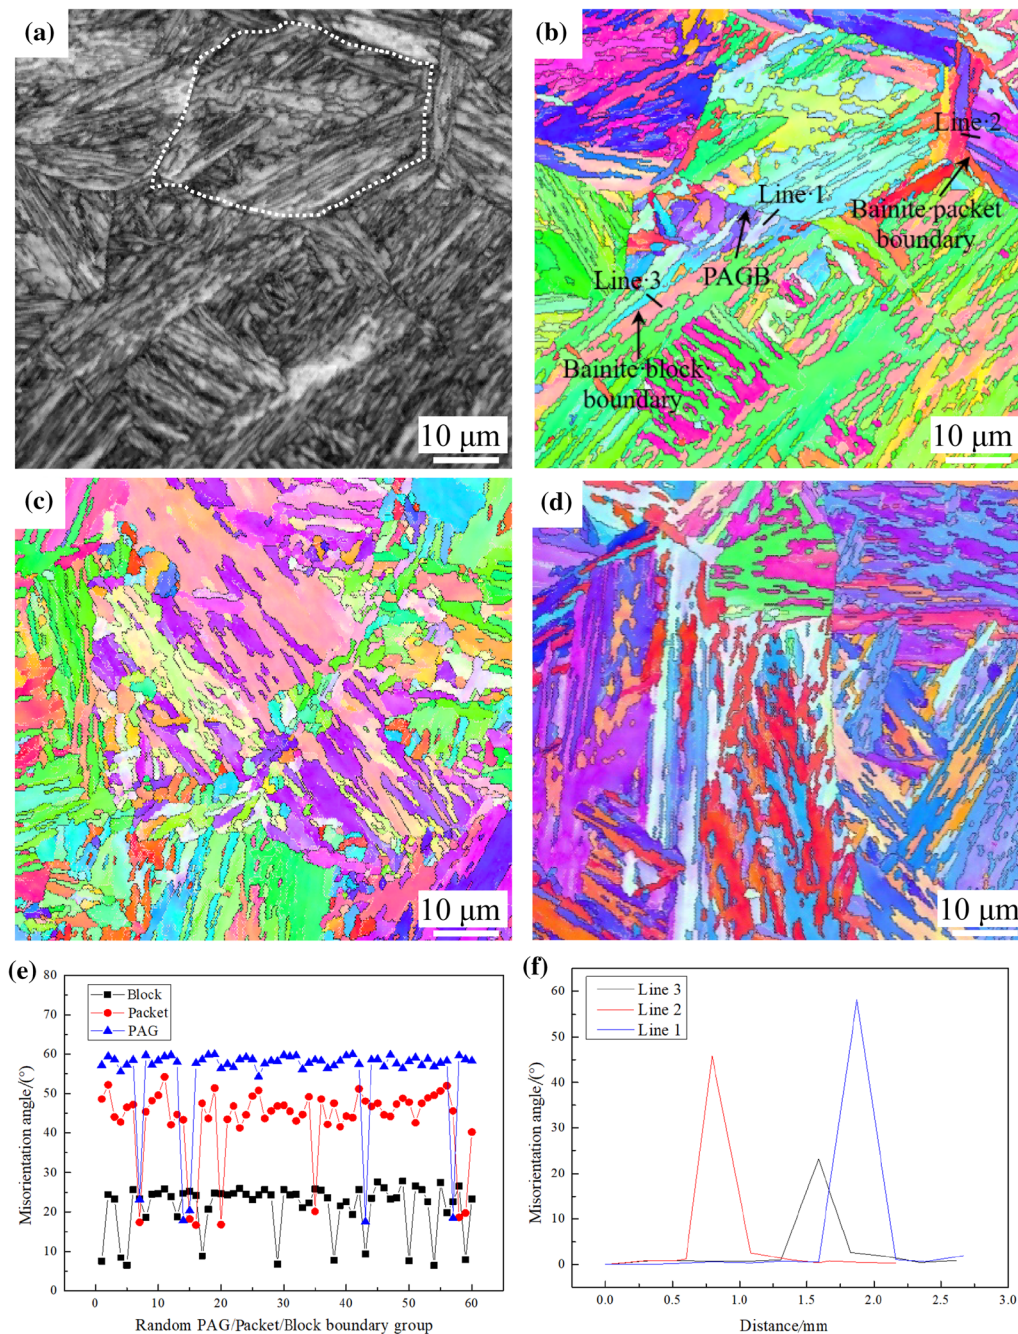 (a)
10 μm
(b)
Line·2
Line·1
Bainite·packet
boundary
PAGB
Line·3
Bainite·block·
boundary
10 μm
(c)
10 μm
(d)
10 μm
(e)
80
70
60
50
40
30
20
10
0
Misorientation angle/(°)
Block
Packet
PAG
0 10 20 30 40 50 60
Random PAG/Packet/Block boundary group
(f)
60
50
40
30
20
10
0
Misorientation angle/(°)
Line 3
Line 2
Line 1
0.0 0.5 1.0 1.5 2.0 2.5 3.0
Distance/mm